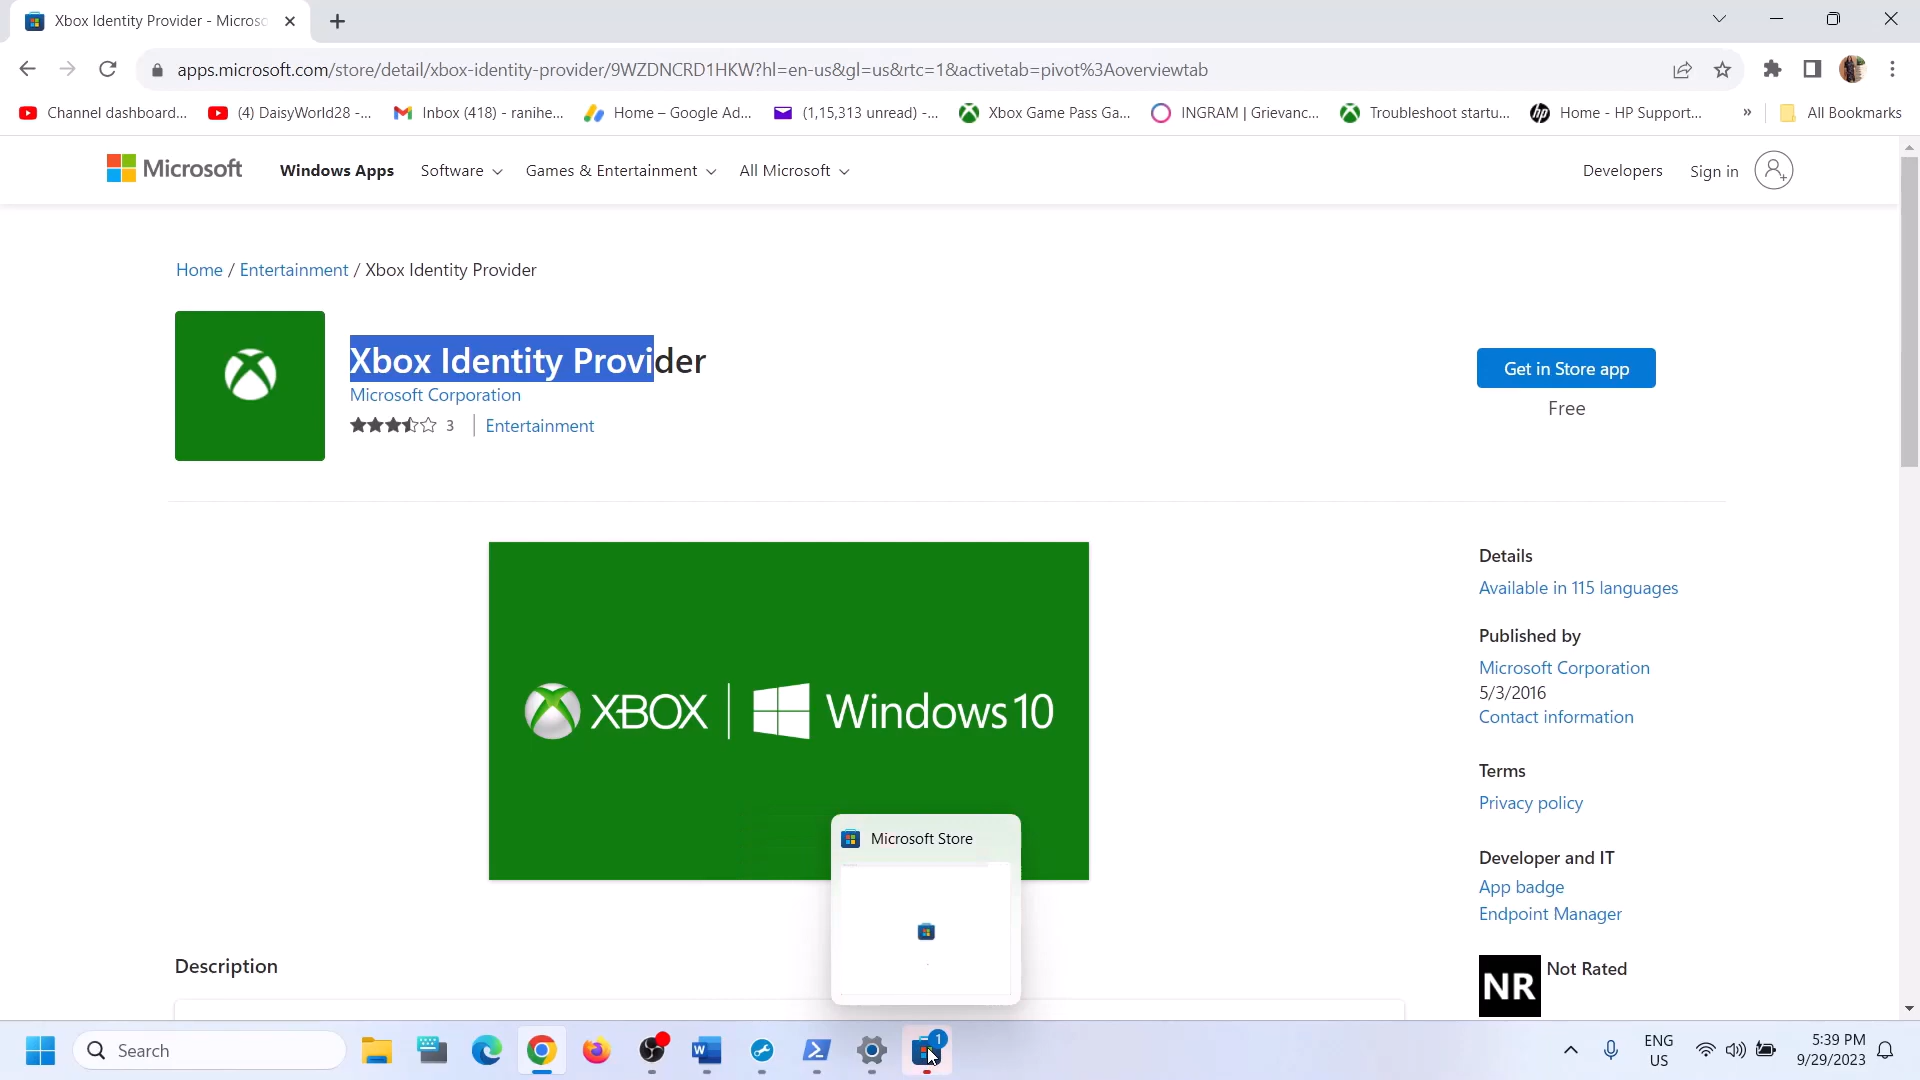 Xbox Identity Provider - Microso
apps.microsoft.com/store/detail/xbox-identity-provider/9WZDNCRD1HKW?hl=en-us&gl=us&rtc=1&activetab=pivot%3Aoverviewtab
Channel dashboard... (4) DaisyWorld28 -... Inbox (418) - ranihe... Home – Google Ad... (1,15,313 unread) -... Xbox Game Pass Ga... INGRAM | Grievanc... Troubleshoot startu... Home - HP Support... » All Bookmarks
Microsoft Windows Apps Software Games & Entertainment All Microsoft Developers Sign in
Home / Entertainment / Xbox Identity Provider
Xbox Identity Provider
Microsoft Corporation
3 Entertainment
Get in Store app
Free
XBOX | Windows 10
Details
Available in 115 languages
Published by
Microsoft Corporation
5/3/2016
Contact information
Terms
Privacy policy
Developer and IT
App badge
Endpoint Manager
NR Not Rated
Description
Microsoft Store
Search
1
ENG
US
5:39 PM
9/29/2023